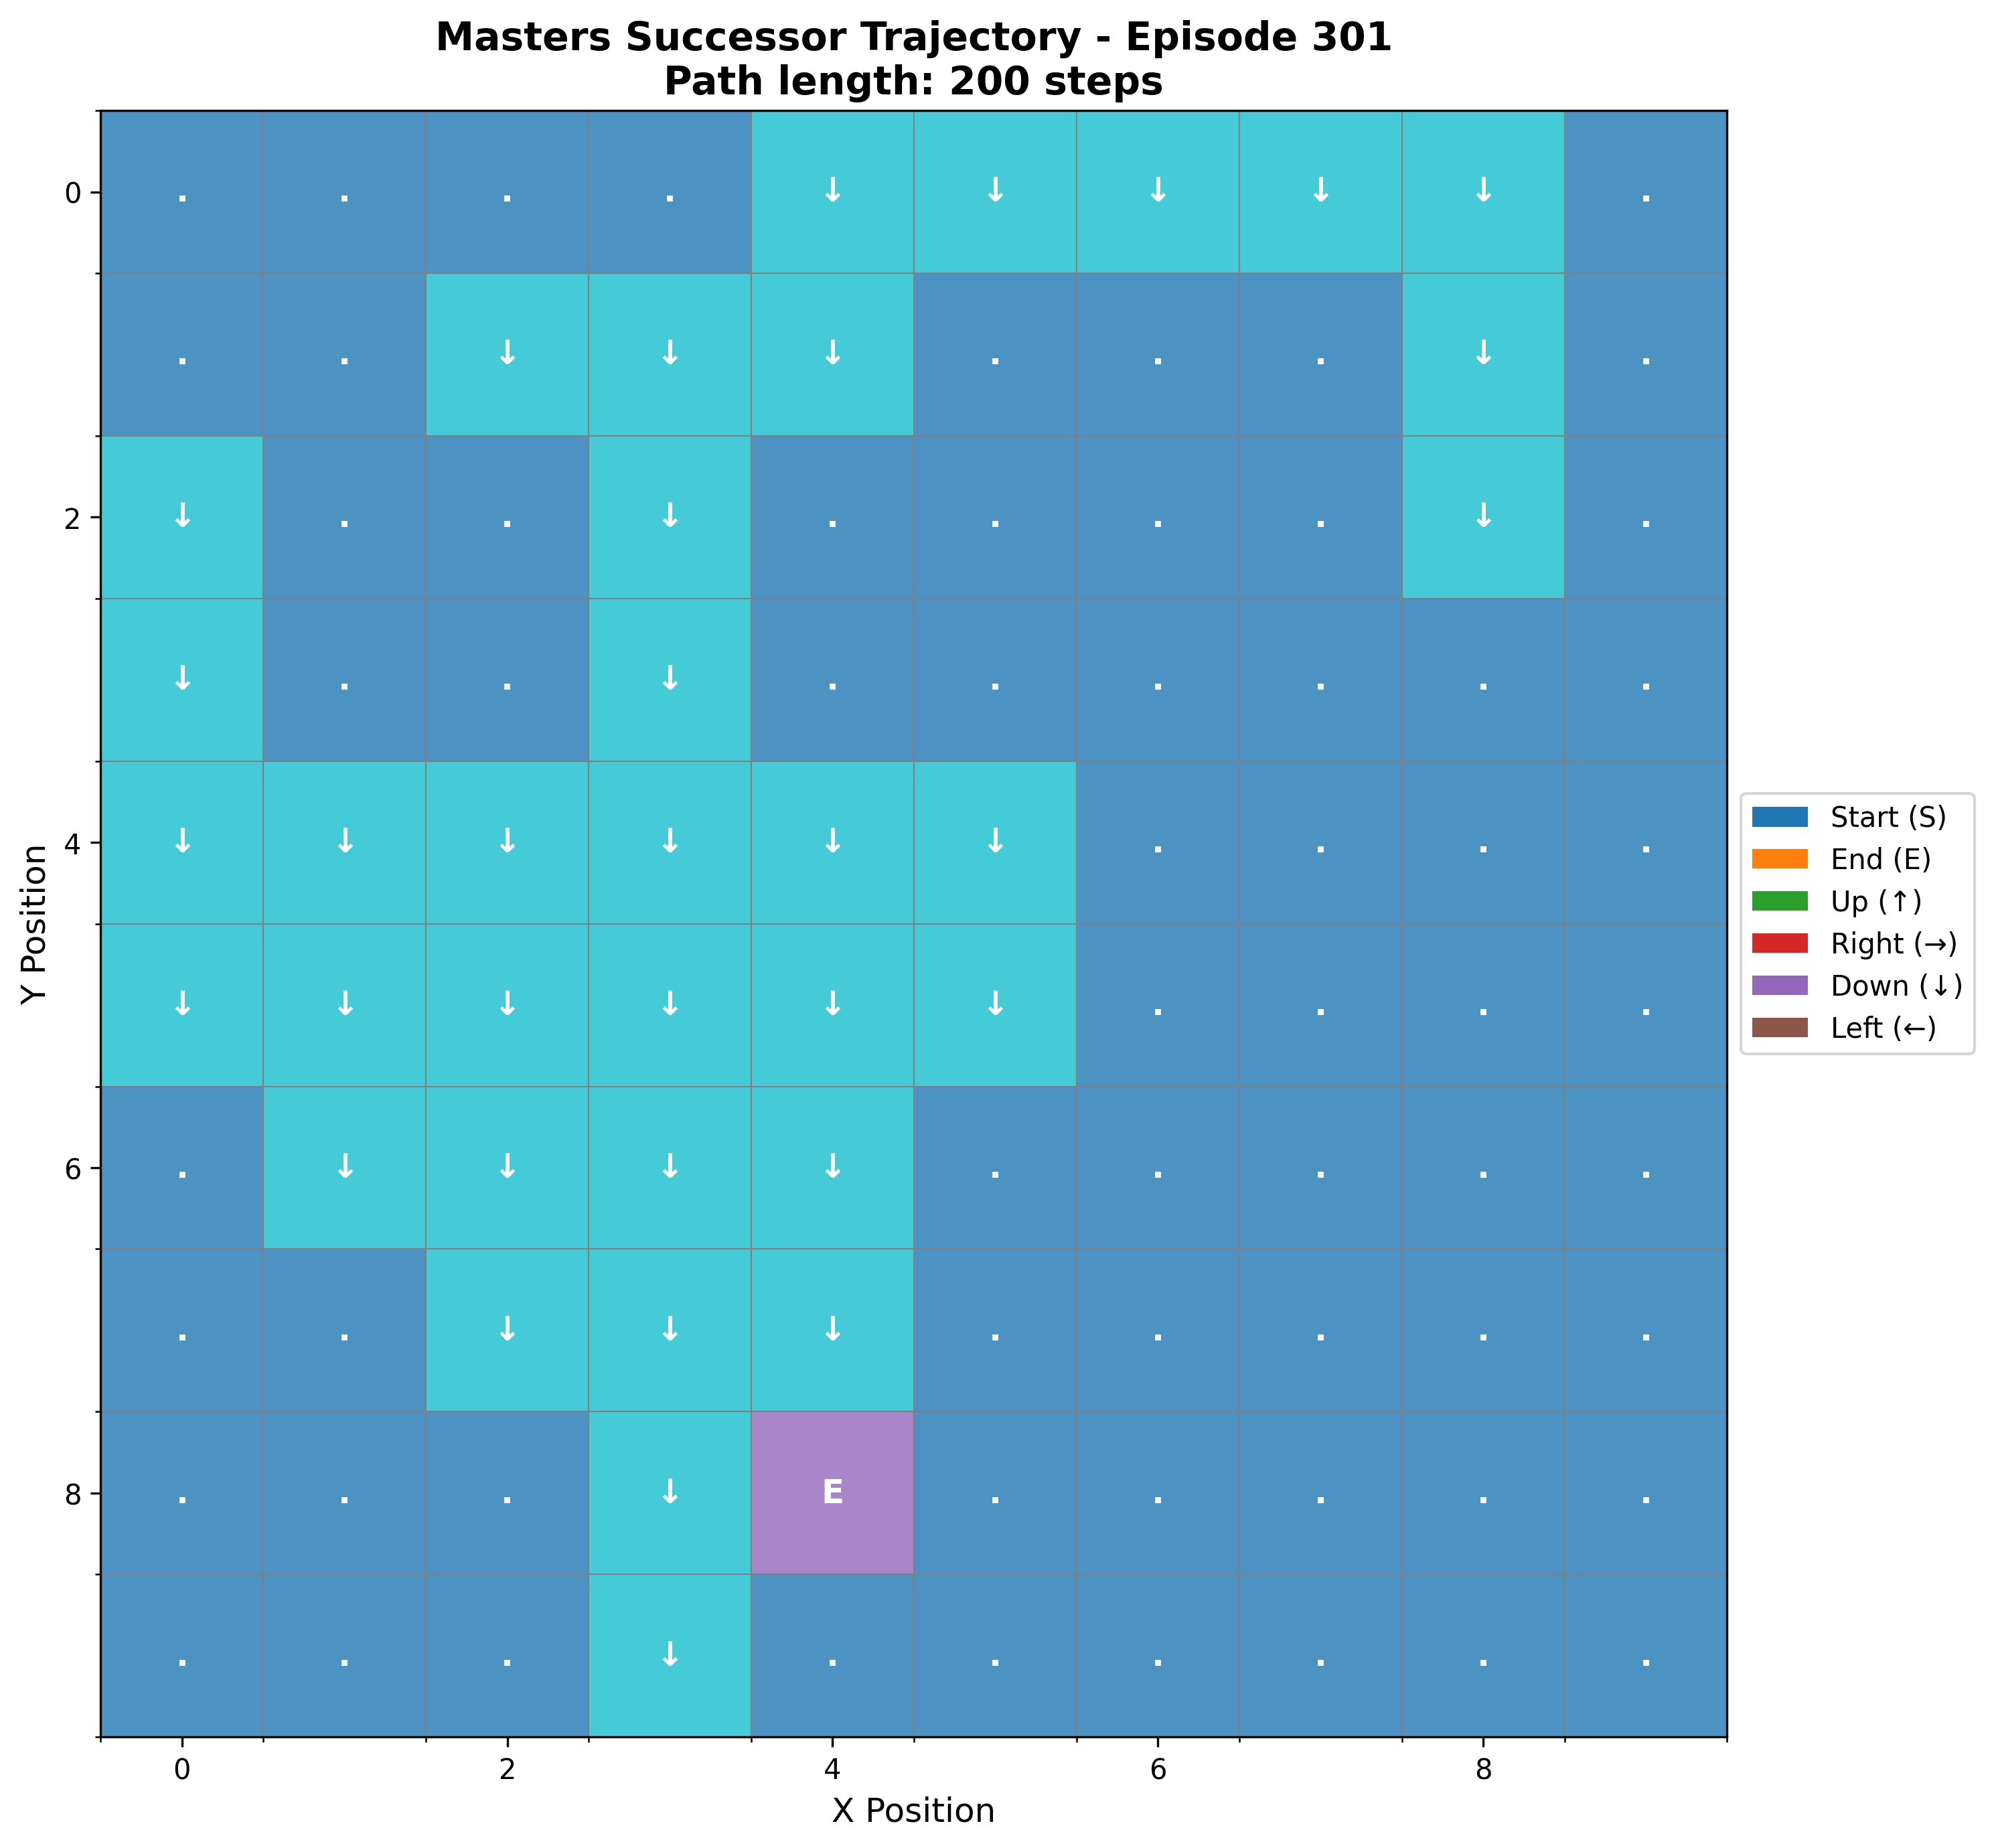 Masters Successor Trajectory - Episode 301
Path length: 200 steps
0 . . . . ↓ ↓ ↓ ↓ ↓ .
. . ↓ ↓ ↓ . . . ↓ .
2 ↓ . . ↓ . . . . ↓ .
↓ . . ↓ . . . . . .
4 ↓ ↓ ↓ ↓ ↓ ↓ . . . .
↓ ↓ ↓ ↓ ↓ ↓ . . . .
6 . ↓ ↓ ↓ ↓ . . . . .
. . ↓ ↓ ↓ . . . . .
8 . . . ↓ E . . . . .
. . . ↓ . . . . . .
0 2 4 6 8
X Position
Y Position
Start (S)
End (E)
Up (↑)
Right (→)
Down (↓)
Left (←)